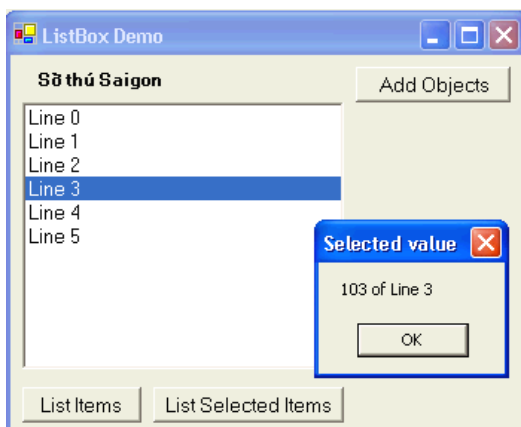 ListBox Demo
Sở thú Saigon
Add Objects
Line 0
Line 1
Line 2
Line 3
Line 4
Line 5
Selected value
103 of Line 3
OK
List Items
List Selected Items